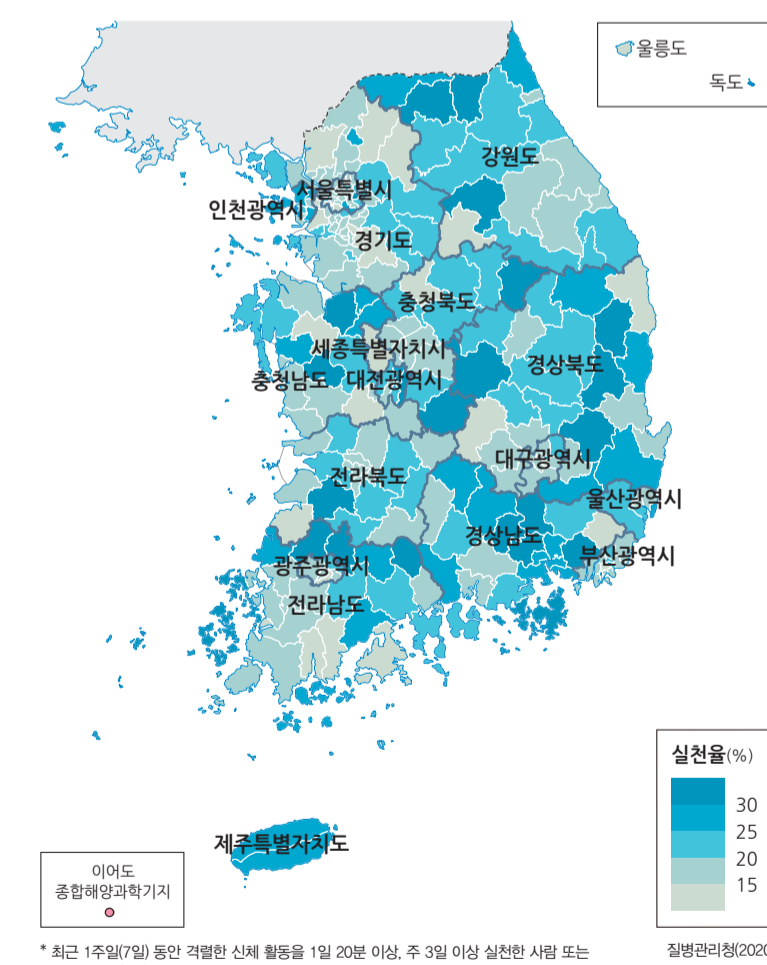 울릉도
독도
강원도
서울특별시
인천광역시
경기도
충청북도
세종특별자치시
경상북도
충청남도
대전광역시
대구광역시
전라북도
울산광역시
경상남도
부산광역시
광주광역시
전라남도
제주특별자치도
실천율(%)
30
25
20
15
이어도
종합해양과학기지
* 최근 1주일(7일) 동안 격렬한 신체 활동을 1일 20분 이상, 주 3일 이상 실천한 사람 또는
질병관리청(2020